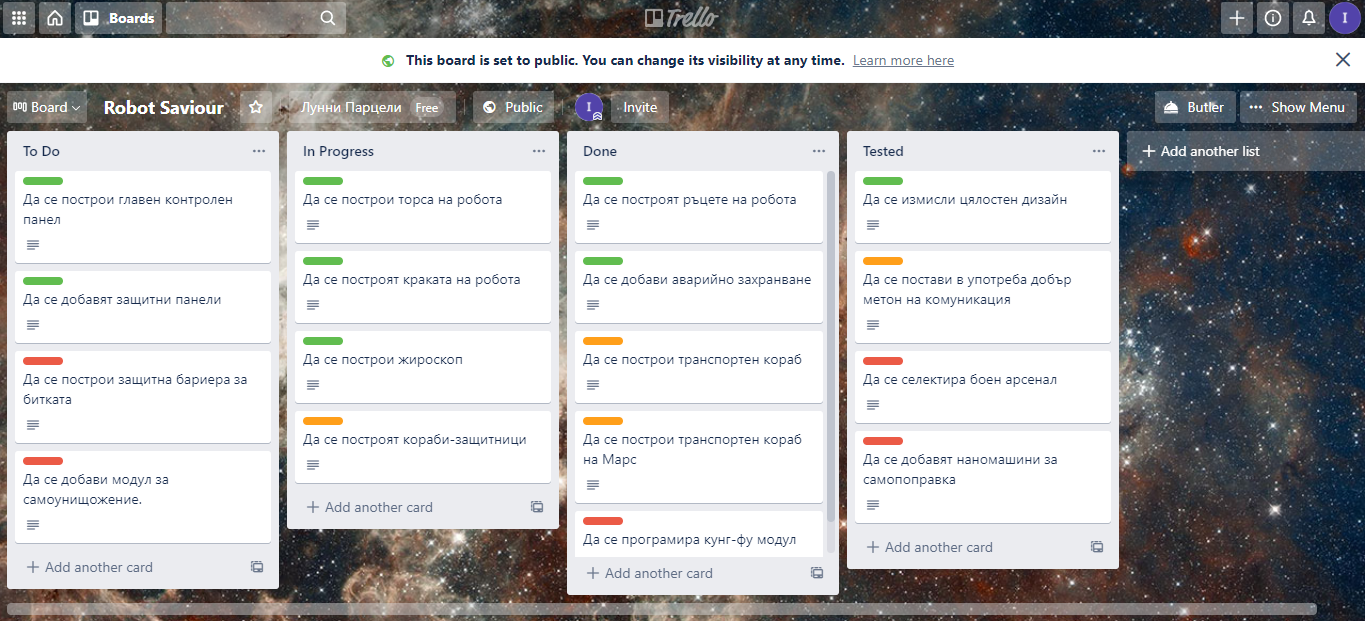 Boards
Trello
I
This board is set to public. You can change its visibility at any time. Learn more here
Board
Robot Saviour
Лунни Парцели Free
Public
I
Invite
Butler
Show Menu
To Do
Да се построи главен контролен
панел
Да се добавят защитни панели
Да се построи защитна бариера за
битката
Да се добави модул за
самоунищожение.
Add another card
In Progress
Да се построи торса на робота
Да се построят краката на робота
Да се построи жироскоп
Да се построят кораби-защитници
Add another card
Done
Да се построят ръцете на робота
Да се добави аварийно захранване
Да се построи транспортен кораб
Да се построи транспортен кораб
на Марс
Да се програмира кунг-фу модул
Add another card
Tested
Да се измисли цялостен дизайн
Да се постави в употреба добър
метон на комуникация
Да се селектира боен арсенал
Да се добавят наномашини за
самопоправка
Add another card
Add another list